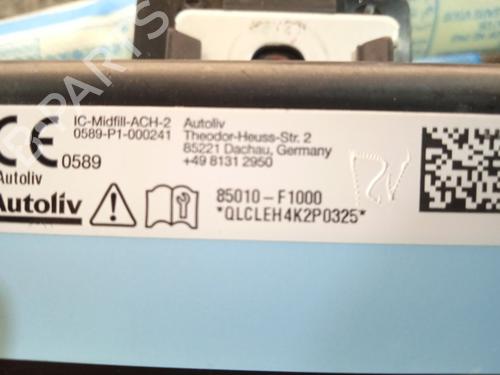 IC-Midfill-ACH-2
0589-P1-000241
CE 0589
Autoliv
Autoliv
Autoliv
Theodor-Heuss-Str. 2
85221 Dachau, Germany
+49 8131 2950
85010-F1000
*QLCLEH4K2P0325*